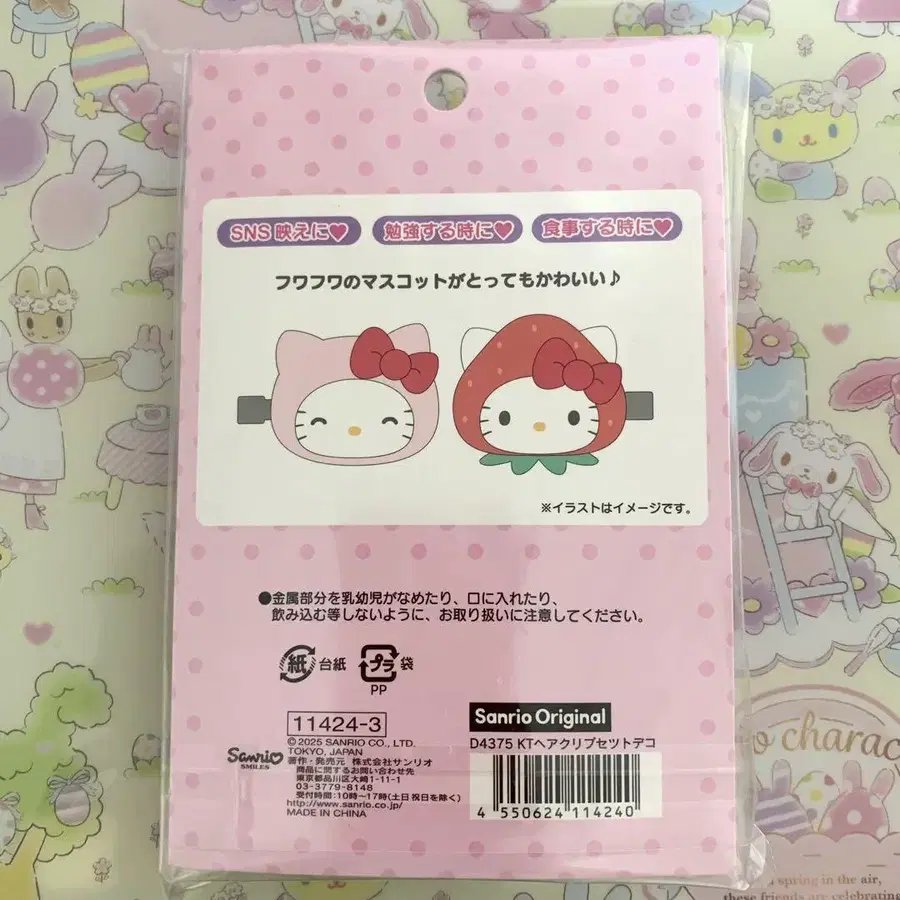 SNS 映えに♥
勉強する時に♥
食事する時に♥
フワフワのマスコットがとってもかわいい♪
※イラストはイメージです。
●金属部分を乳幼児がなめたり、口に入れたり、
飲み込む等しないように、お取り扱いに注意してください。
紙 台紙
プラ 袋
PP
11424-3
© 2025 SANRIO CO., LTD.
TOKYO, JAPAN
著作・発売元 株式会社サンリオ
商品に関するお問い合わせ先
東京都品川区大崎1-11-1
03-3779-8148
受付時間:10時〜17時(土日祝日を除く)
http://www.sanrio.co.jp/
MADE IN CHINA
Sanrio
SMILES
Sanrio Original
D4375 KTヘアクリプセツトデコ
4 550624 114240
charac
spring in the air,
these friends are celebrating